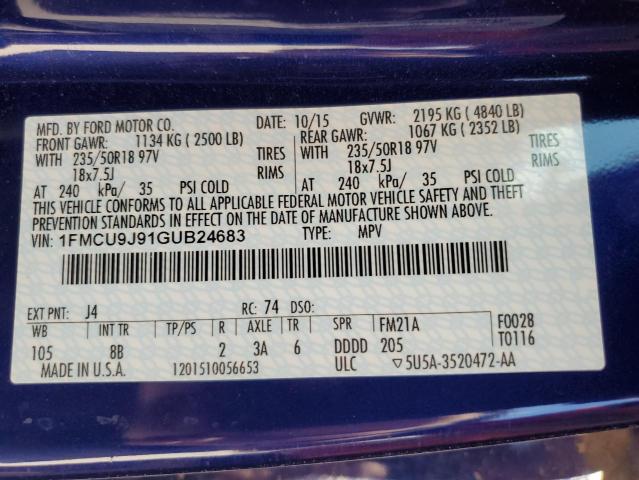 MFD. BY FORD MOTOR CO. DATE: 10/15 GVWR: 2195 KG ( 4840 LB)
FRONT GAWR: 1134 KG ( 2500 LB) REAR GAWR: 1067 KG ( 2352 LB)
WITH 235/50R18 97V TIRES WITH 235/50R18 97V TIRES
18x7.5J RIMS 18x7.5J RIMS
AT 240 kPa/ 35 PSI COLD AT 240 kPa/ 35 PSI COLD
THIS VEHICLE CONFORMS TO ALL APPLICABLE FEDERAL MOTOR VEHICLE SAFETY AND THEFT
PREVENTION STANDARDS IN EFFECT ON THE DATE OF MANUFACTURE SHOWN ABOVE.
VIN: 1FMCU9J91GUB24683 TYPE: MPV
EXT PNT: J4 RC: 74 DSO:
WB INT TR TP/PS R AXLE TR SPR FM21A F0028
105 8B 2 3A 6 DDDD 205 T0116
MADE IN U.S.A. 1201510056653 ULC ▽5U5A-3520472-AA